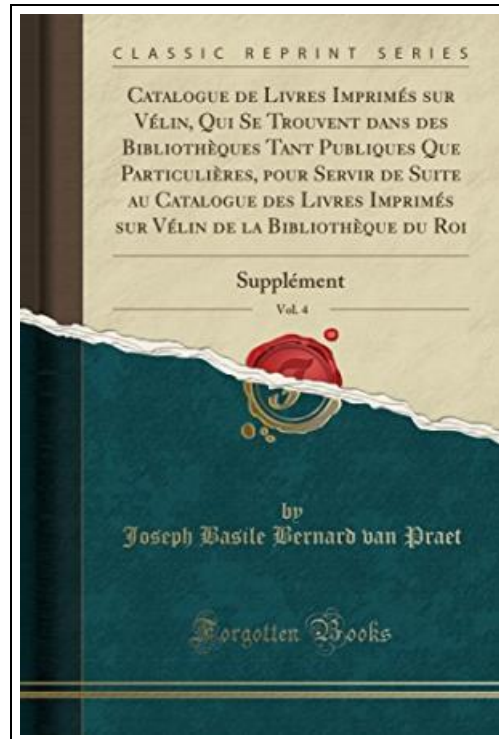 CLASSIC REPRINT SERIES
CATALOGUE DE LIVRES IMPRIMÉS SUR
VÉLIN, QUI SE TROUVENT DANS DES
BIBLIOTHÈQUES TANT PUBLIQUES QUE
PARTICULIÈRES, POUR SERVIR DE SUITE
AU CATALOGUE DES LIVRES IMPRIMÉS
SUR VÉLIN DE LA BIBLIOTHÈQUE DU ROI
Supplément
Vol. 4
F
by
Joseph Basile Bernard van Praet
Forgotten Books